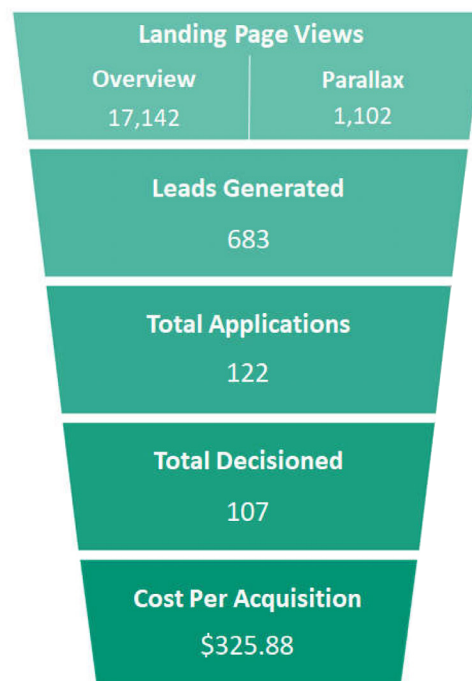 Landing Page Views
Overview
Parallax
17,142
1,102
Leads Generated
683
Total Applications
122
Total Decisioned
107
Cost Per Acquisition
$325.88